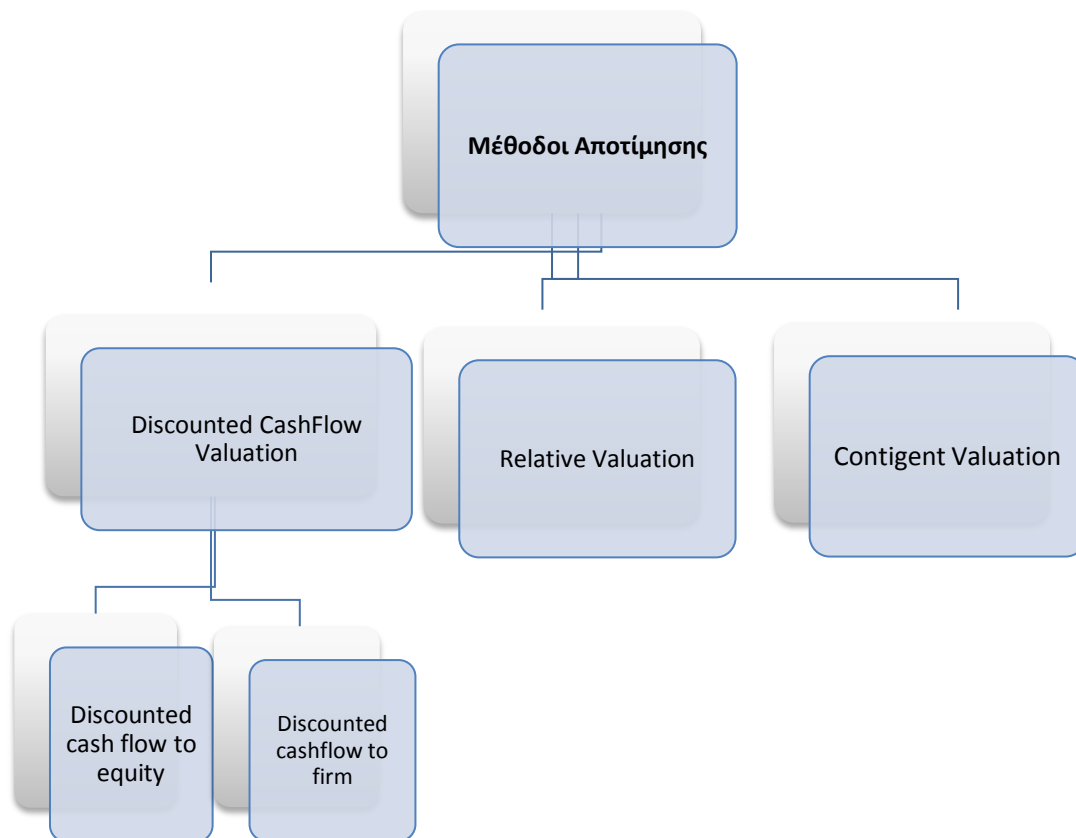 Μέθοδοι Αποτίμησης
Discounted CashFlow
Valuation
Relative Valuation
Contigent Valuation
Discounted
cash flow to
equity
Discounted
cashflow to
firm